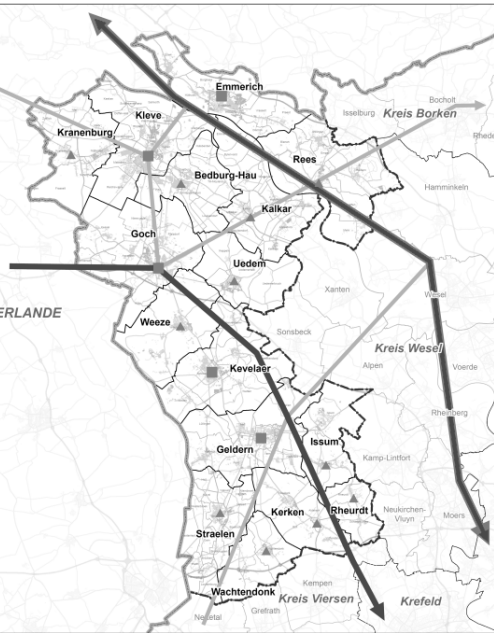 Emmerich
Bocholt
Isselburg
Kreis Borken
Kleve
Rhede
Kranenburg
Rees
Bedburg-Hau
Hamminkeln
Kalkar
Goch
Uedem
Xanten
Wesel
ERLANDE
Weeze
Sonsbeck
Kreis Wesel
Alpen
Voerde
Kevelaer
Rheinberg
Issum
Geldern
Kamp-Lintfort
Kerken
Rheurdt
Neukirchen-
Vluyn
Moers
Straelen
Kempen
Wachtendonk
Kreis Viersen
Krefeld
Grefrath
Nettetal